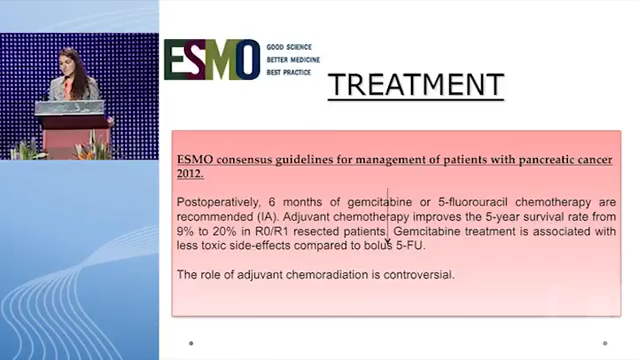 ESMO
GOOD SCIENCE
BETTER MEDICINE
BEST PRACTICE
TREATMENT
ESMO consensus guidelines for management of patients with pancreatic cancer
2012.
Postoperatively, 6 months of gemcitabine or 5-fluorouracil chemotherapy are
recommended (IA). Adjuvant chemotherapy improves the 5-year survival rate from
9% to 20% in R0/R1 resected patients. Gemcitabine treatment is associated with
less toxic side-effects compared to bolus 5-FU.
The role of adjuvant chemoradiation is controversial.